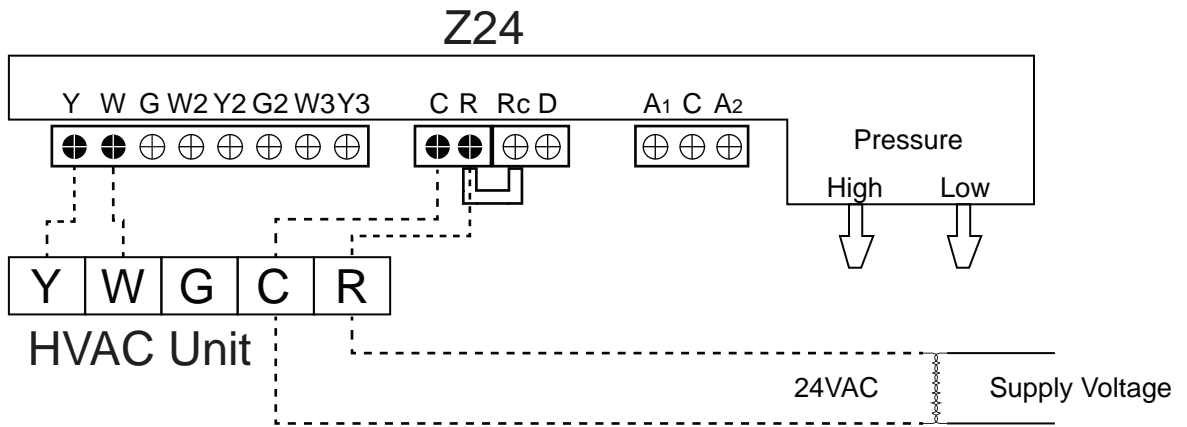 Z24
Y W G W2 Y2 G2 W3 Y3 C R Rc D A1 C A2
Pressure
High Low
Y W G C R
HVAC Unit
24VAC Supply Voltage